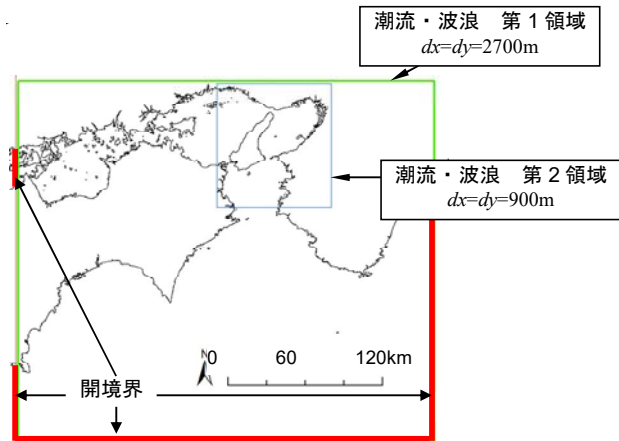 潮流・波浪　第1領域
dx=dy=2700m
潮流・波浪　第2領域
dx=dy=900m
N
0 60 120km
開境界